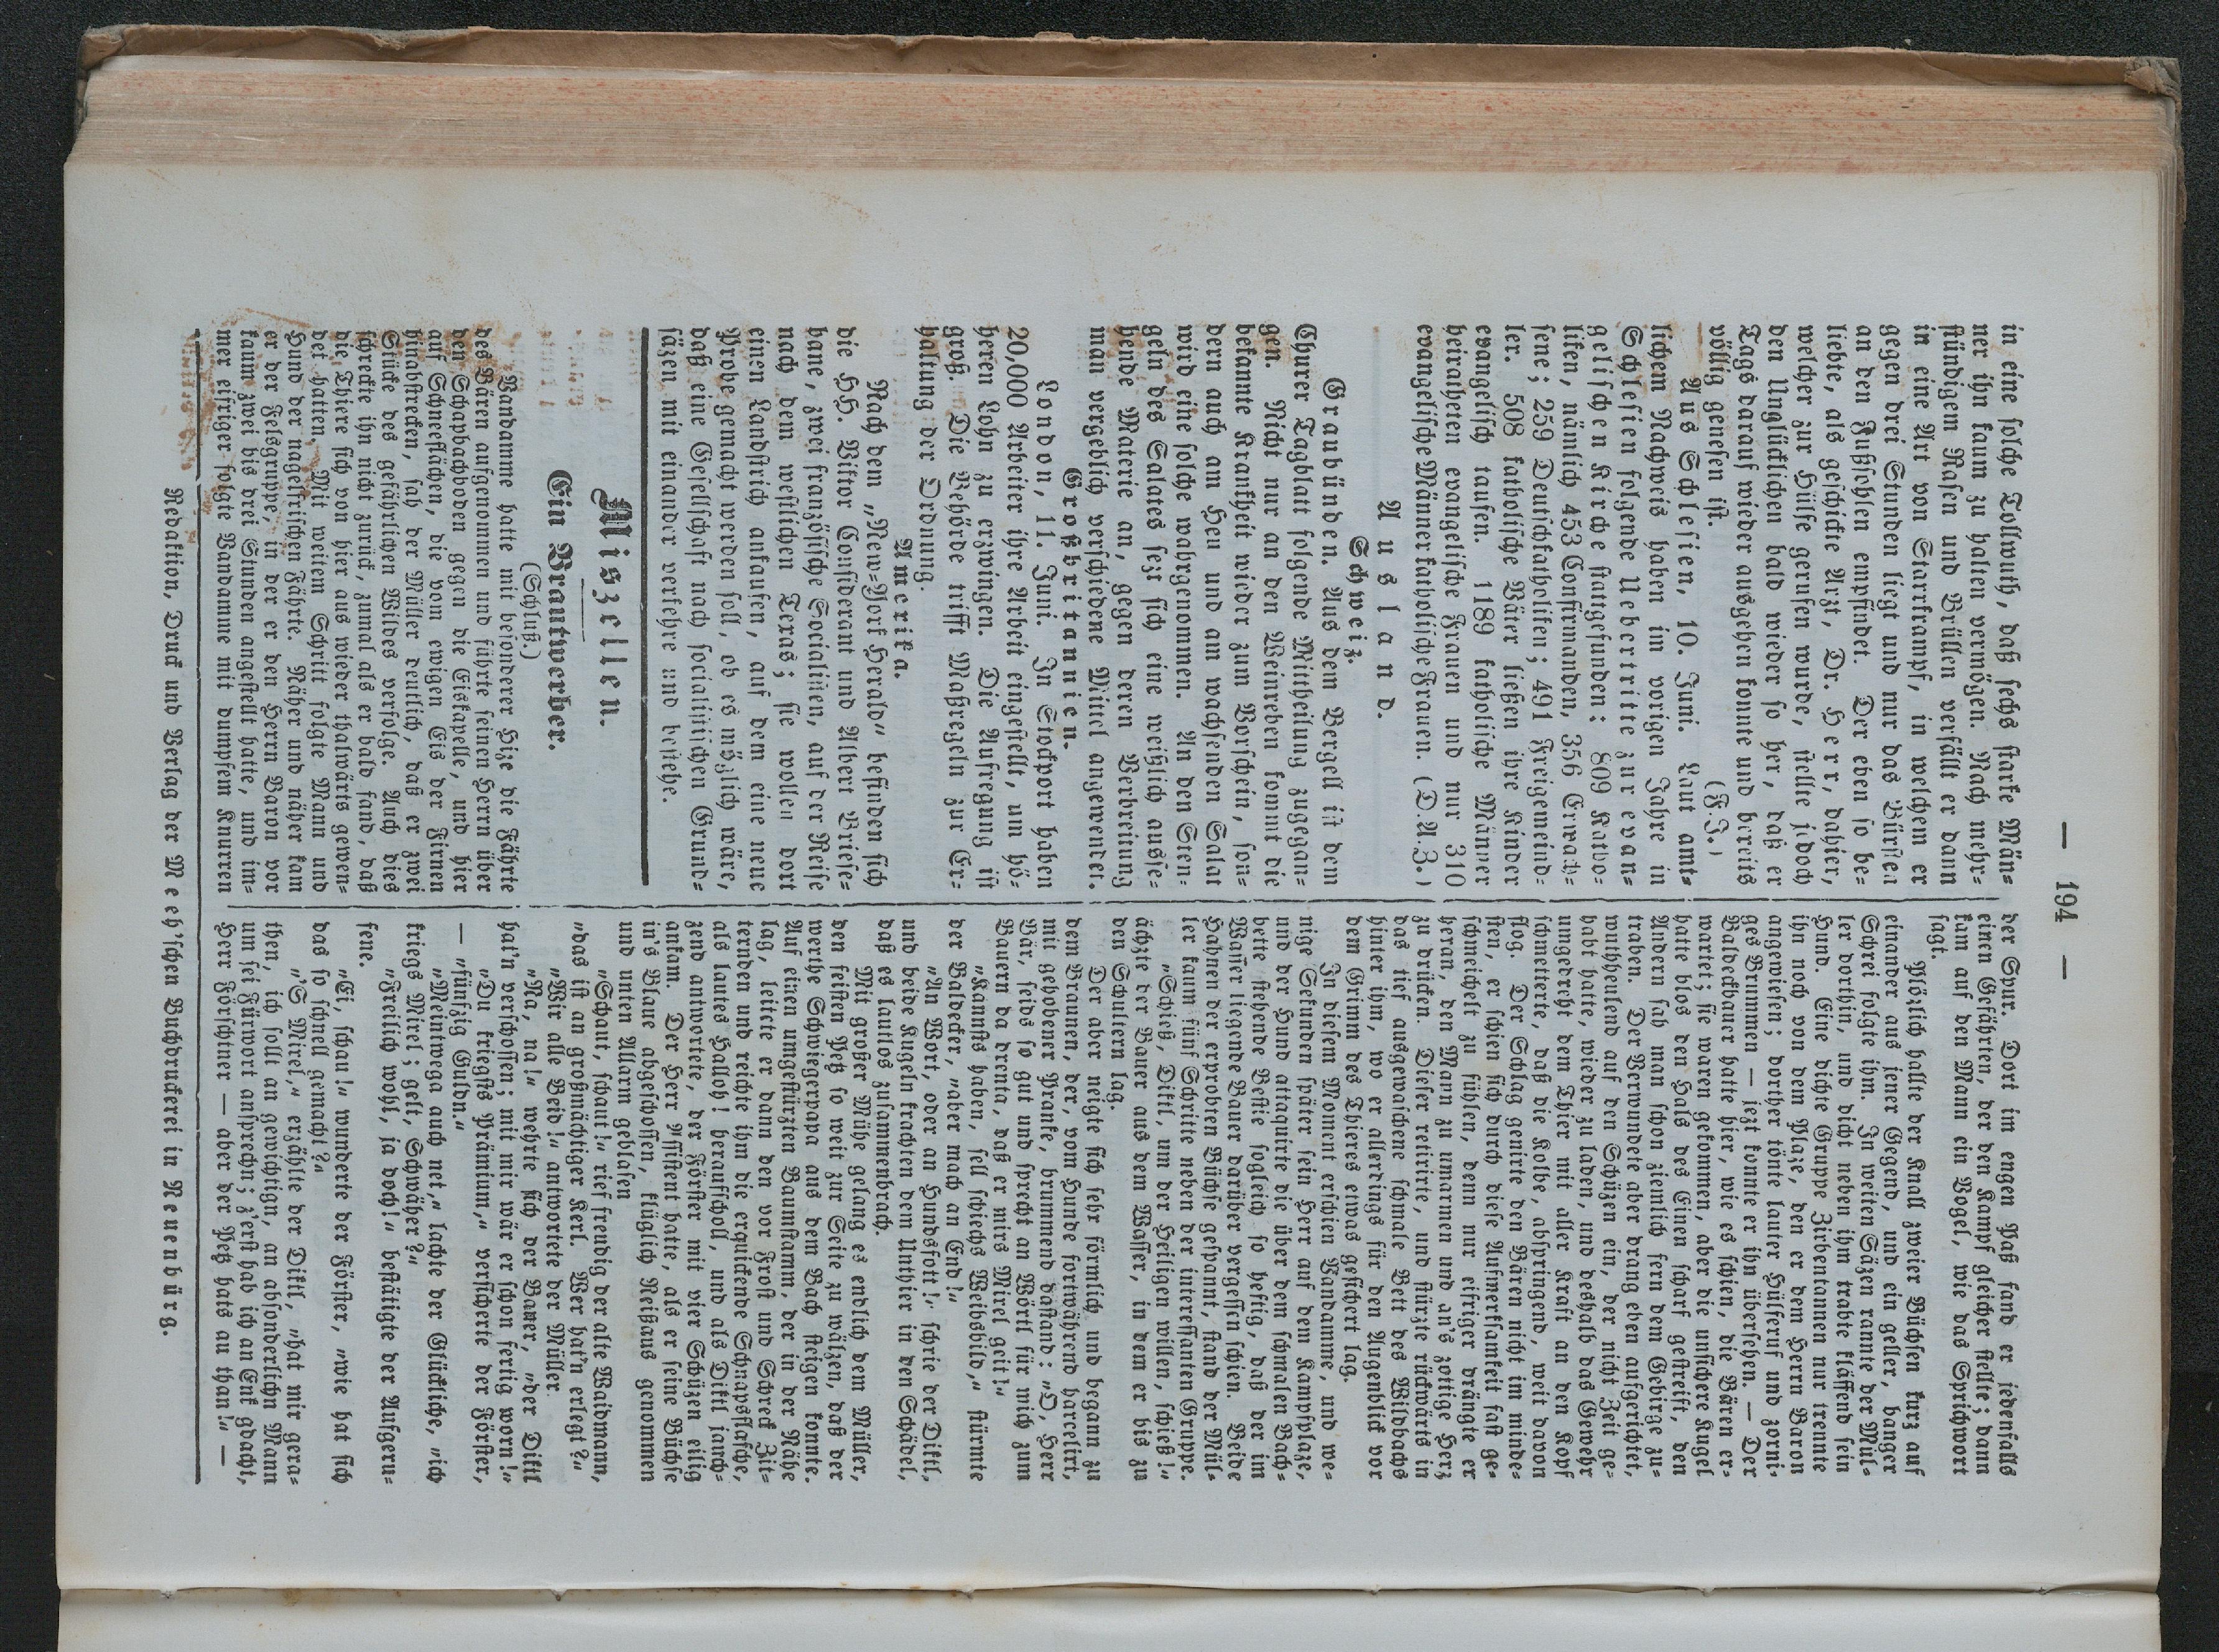 — 194 —
in eine solche Tollwuth, daß sechs starke Män-
ner ihn kaum zu halten vermögen. Nach mehr-
stündigem Rasen und Brüllen verfällt er dann
in eine Art von Starrkrampf, in welchem er
gegen drei Stunden liegt und nur das Bürsten
an den Fußsohlen empfindet. Der eben so be-
liebte, als geschickte Arzt, Dr. Herr, dahier,
welcher zur Hülfe gerufen wurde, stellte jedoch
den Unglücklichen bald wieder so her, daß er
Tags darauf wieder ausgehen konnte und bereits
völlig genesen ist. (F.J.)
Aus Schlesien, 10. Juni. Laut amt-
lichem Nachweis haben im vorigen Jahre in
Schlesien folgende Uebertritte zur evan-
gelischen Kirche stattgefunden: 809 Katho-
liken, nämlich 453 Confirmanden, 356 Erwach-
sene; 259 Deutschkatholiken; 491 Freigemeind-
ler. 508 katholische Väter ließen ihre Kinder
evangelisch taufen. 1189 katholische Männer
heiratheten evangelische Frauen und nur 310
evangelische Männer katholische Frauen. (D.A.Z.)
Ausland.
Schweiz.
Graubünden. Aus dem Bergell ist dem
Churer Tagblatt folgende Mittheilung zugegan-
gen. Nicht nur an den Weinreben kommt die
bekannte Krankheit wieder zum Vorschein, son-
dern auch am Heu und am wachsenden Salat
wird eine solche wahrgenommen. An den Sten-
geln des Salates sezt sich eine weißlich ausse-
hende Materie an, gegen deren Verbreitung
man vergeblich verschiedene Mittel angewendet.
Großbritannien.
London, 11. Juni. In Stockport haben
20,000 Arbeiter ihre Arbeit eingestellt, um hö-
heren Lohn zu erzwingen. Die Aufregung ist
groß. Die Behörde trifft Maßregeln zur Er-
haltung der Ordnung.
Amerika.
Nach dem „New-York Herald“ befinden sich
die HH. Viktor Considerant und Albert Briese-
bane, zwei französische Socialisten, auf der Reise
nach dem westlichen Texas; sie wollen dort
einen Landstrich ankaufen, auf dem eine neue
Probe gemacht werden soll, ob es möglich wäre,
daß eine Gesellschaft nach socialistischen Grund-
säzen mit einander verkehre und bestehe.
Miszellen.
Ein Brautwerber.
(Schluß.)
Vandamme hatte mit besonderer Hize die Fährte
des Bären aufgenommen und führte seinen Herrn über
den Schapbachboden gegen die Eiskapelle, und hier
auf Schneeflächen, die vom ewigen Eis der Firnen
hinabstrecken, sah der Müller deutlich, daß er zwei
Stücke des gefährlichen Wildes verfolge. Auch dies
schreckte ihn nicht zurück, zumal als er bald fand, daß
die Thiere sich von hier aus wieder thalwärts gewen-
det hatten. Mit weitem Schritt folgte Mann und
Hund der nagelfrischen Fährte. Näher und näher kam
er der Felsgruppe, in der er den Herrn Baron vor
kaum zwei bis drei Stunden angestellt hatte, und im-
mer eifriger folgte Vandamme mit dumpfem Knurren
der Spur. Dort im engen Paß fand er jedenfalls
einen Gefährten, der den Kampf gleicher stellte; dann
kam auf den Mann ein Vogel, wie das Sprichwort
sagt.
Plözlich hallte der Knall zweier Büchsen kurz auf
einander aus jener Gegend, und ein geller, banger
Schrei folgte ihm. In weiten Säzen rannte der Mül-
ler dorthin, und dicht neben ihm trabte kläffend sein
Hund. Eine dichte Gruppe Zirbentannen nur trennte
ihn noch von dem Plaze, den er dem Herrn Baron
angewiesen; dorther tönte lauter Hülferuf und zorni-
ges Brummen — jezt konnte er ihn übersehen. — Der
Valdeckbauer hatte hier, wie es schien, die Bären er-
wartet; sie waren gekommen, aber die unsichere Kugel
hatte blos den Hals des Einen scharf gestreift, den
Andern sah man schon ziemlich fern dem Gebirge zu-
traben. Der Verwundete aber drang eben aufgerichtet,
wuthheulend auf den Schüzen ein, der nicht Zeit ge-
habt hatte, wieder zu laden, und deshalb das Gewehr
umgedreht dem Thier mit aller Kraft an den Kopf
schmetterte, daß die Kolbe, abspringend, weit davon
flog. Der Schlag genirte den Bären nicht im minde-
sten, er schien sich durch diese Aufmerksamkeit fast ge-
schmeichelt zu fühlen, denn nur eifriger drängte er
heran, den Mann zu umarmen und an's zottige Herz
zu drücken. Dieser retirirte, und stürzte rückwärts in
das tief ausgewaschene schmale Bett des Wildbachs
hinter ihm, wo er allerdings für den Augenblick vor
dem Grimm des Thieres etwas gesichert lag.
In diesem Moment erschien Vandamme, und we-
nige Sekunden später sein Herr auf dem Kampfplaze,
und der Hund attaquirte die über dem schmalen Bach-
bette stehende Bestie sogleich so heftig, daß der im
Wasser liegende Bauer darüber vergessen schien. Beide
Hahnen der erprobten Büchse gespannt, stand der Mül-
ler kaum fünf Schritte neben der interessanten Gruppe.
„Schieß, Dittl, um der Heiligen willen, schieß!“
ächzte der Bauer aus dem Wasser, in dem er bis zu
den Schultern lag.
Der aber neigte sich sehr förmlich und begann zu
dem Braunen, der, vom Hunde fortwährend harcelirt,
mit gehobener Pranke, brummend dastand: „O, Herr
Bär, seids so gut und sprecht an Wörtl für mich zum
Bauern da drenta, daß er mirs Mirel geit!“
„Kannsts haben, soll schiechs Weibsbild,“ stürmte
der Valdecker, „aber mach an End!“
„An Wort, oder an Hundsfott!“ schrie der Dittl,
und beide Kugeln krachten dem Unthier in den Schädel,
daß es lautlos zusammenbrach.
Mit großer Mühe gelang es endlich dem Müller,
den feisten Petz so weit zur Seite zu wälzen, daß der
werthe Schwiegerpapa aus dem Bach steigen konnte.
Auf einen umgestürzten Baumstamm, der in der Nähe
lag, leitete er dann den vor Frost und Schreck Zit-
ternden und reichte ihm die erquickende Schnapsflasche,
als lautes Halloh! heraufscholl, und als Dittl jauch-
zend antwortete, der Förster mit vier Schüzen eilig
ankam. Der Herr Assistent hatte, als er seine Büchse
in's Blaue abgeschossen, klüglich Reißaus genommen
und unten Allarm geblasen
„Schaut, schaut!“ rief freudig der alte Waidmann,
„das ist an großmächtiger Kerl. Wer hat'n erlegt?“
„Wir alle Beid!“ antwortete der Müller.
„Na, na!“ wehrte sich der Bauer, „der Dittl
hat'n derschossen; mit mir wär er schon fertig worn!“
„Du kriegsts Prämium,“ versicherte der Förster,
— „fünfzig Guldn.“
„Meintwega auch net,“ lachte der Glückliche, „ich
kriegs Mirel; gelt, Schwäher?“
„Freilich wohl, ja doch!“ bestätigte der Aufgeru-
fene.
„Ei, schau!“ wunderte der Förster, „wie hat sich
das so schnell gemacht?“
„'S Mirel,“ erzählte der Dittl, „hat mir gera-
then, ich sollt an gewichtign, an absonderlichn Mann
um sei Fürwort ansprechn; z'erst hab ich an Enk gdacht,
Herr Förschtner — aber der Petz hats an than!“ —
Redaktion, Druck und Verlag der Meeh'schen Buchdruckerei in Neuenbürg.